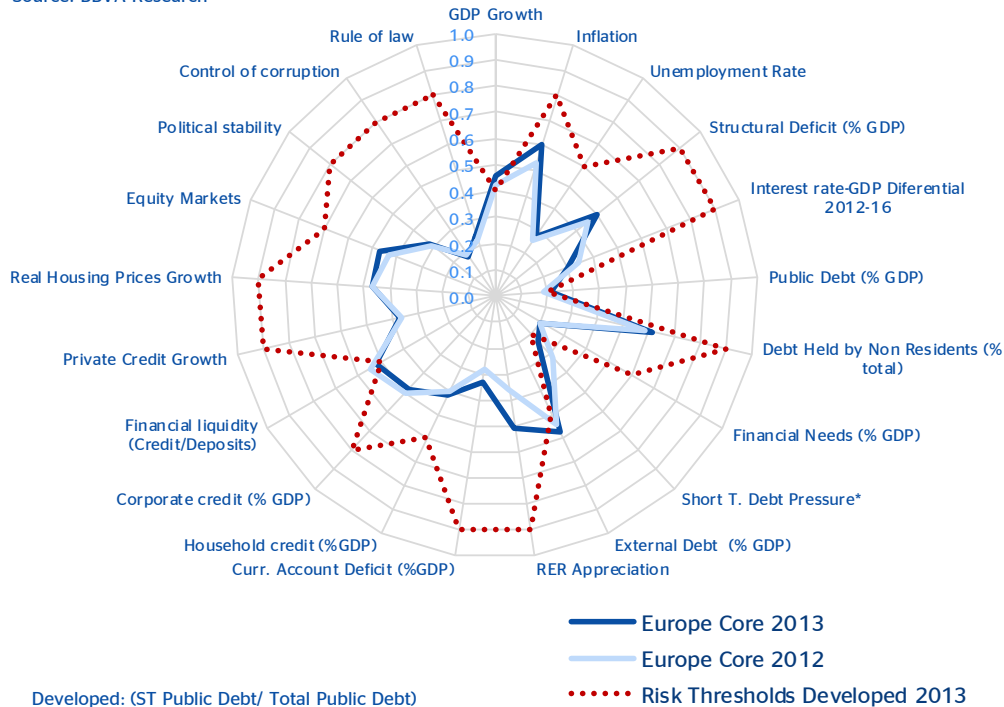 Source: BBVA Research
GDP Growth
Rule of law
Inflation
Control of corruption
Unemployment Rate
Political stability
Structural Deficit (% GDP)
Equity Markets
Interest rate-GDP Diferential
2012-16
Real Housing Prices Growth
Public Debt (% GDP)
Private Credit Growth
Debt Held by Non Residents (%
total)
Financial liquidity
(Credit/Deposits)
Financial Needs (% GDP)
Corporate credit (% GDP)
Short T. Debt Pressure*
Household credit (%GDP)
External Debt (% GDP)
Curr. Account Deficit (%GDP)
RER Appreciation
1.0
0.9
0.8
0.7
0.6
0.5
0.4
0.3
0.2
0.1
0.0
Europe Core 2013
Europe Core 2012
Risk Thresholds Developed 2013
Developed: (ST Public Debt/ Total Public Debt)